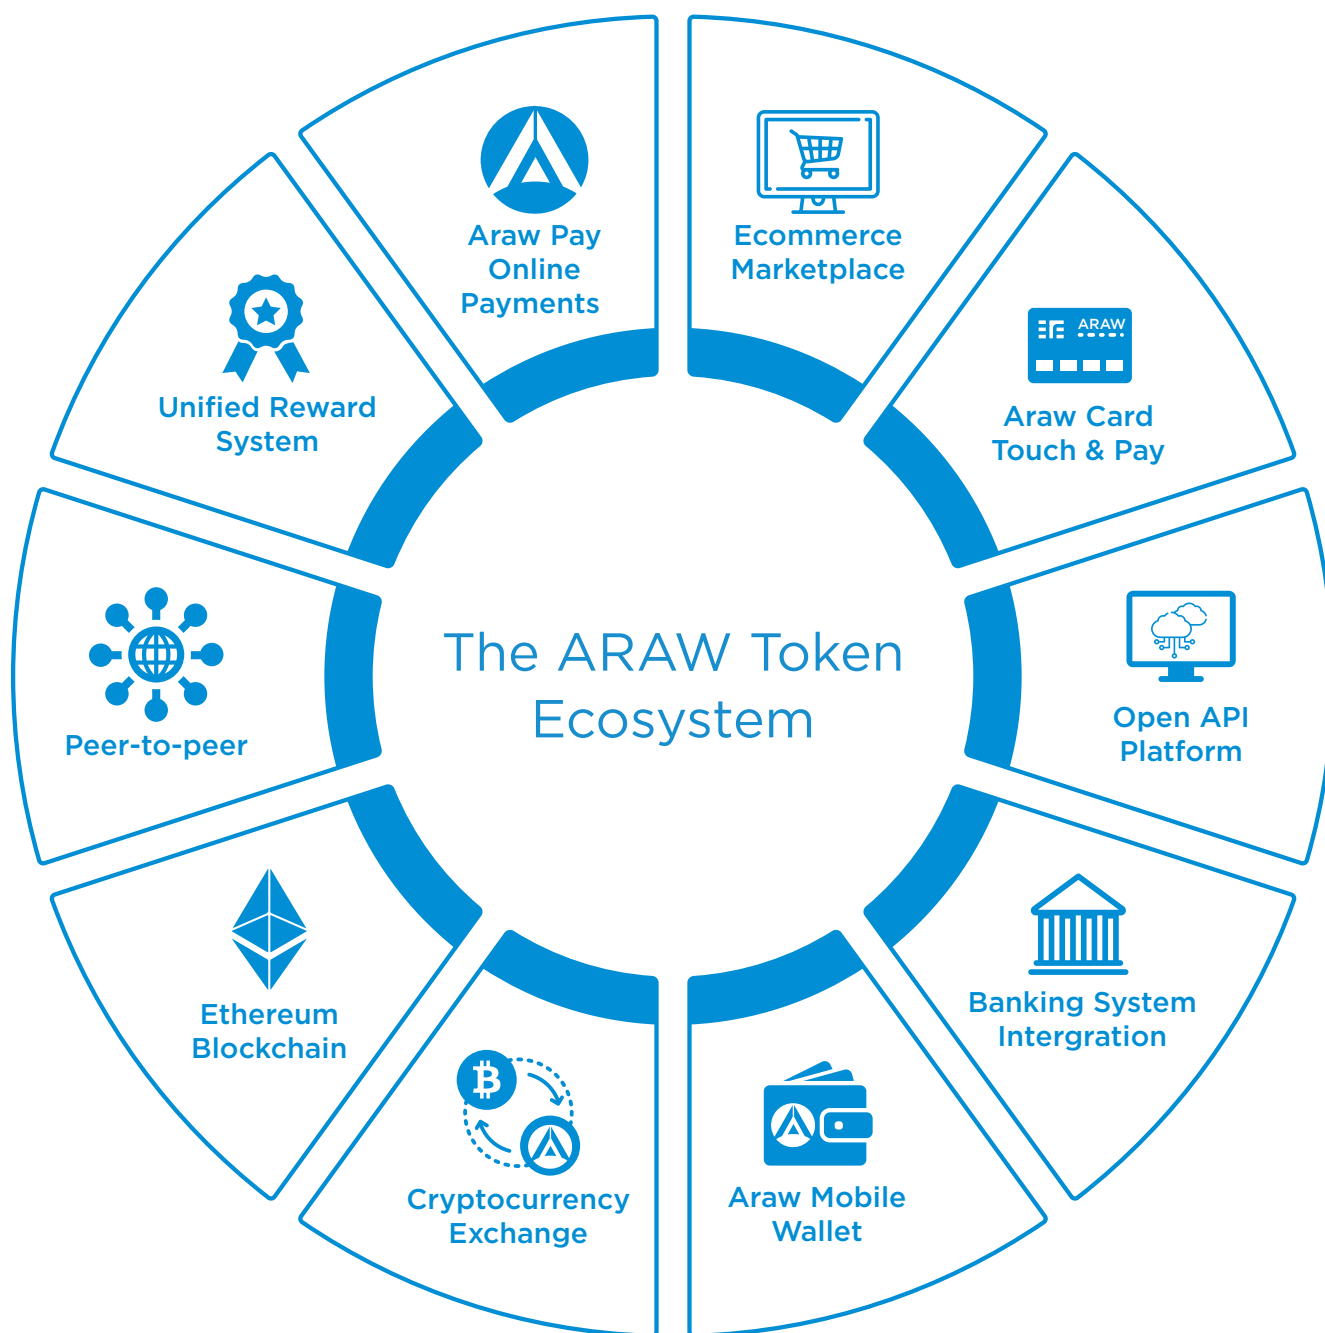 The ARAW Token
Ecosystem
Araw Pay
Online
Payments
Ecommerce
Marketplace
ARAW
Araw Card
Touch & Pay
Open API
Platform
Banking System
Intergration
Araw Mobile
Wallet
Cryptocurrency
Exchange
Ethereum
Blockchain
Peer-to-peer
Unified Reward
System